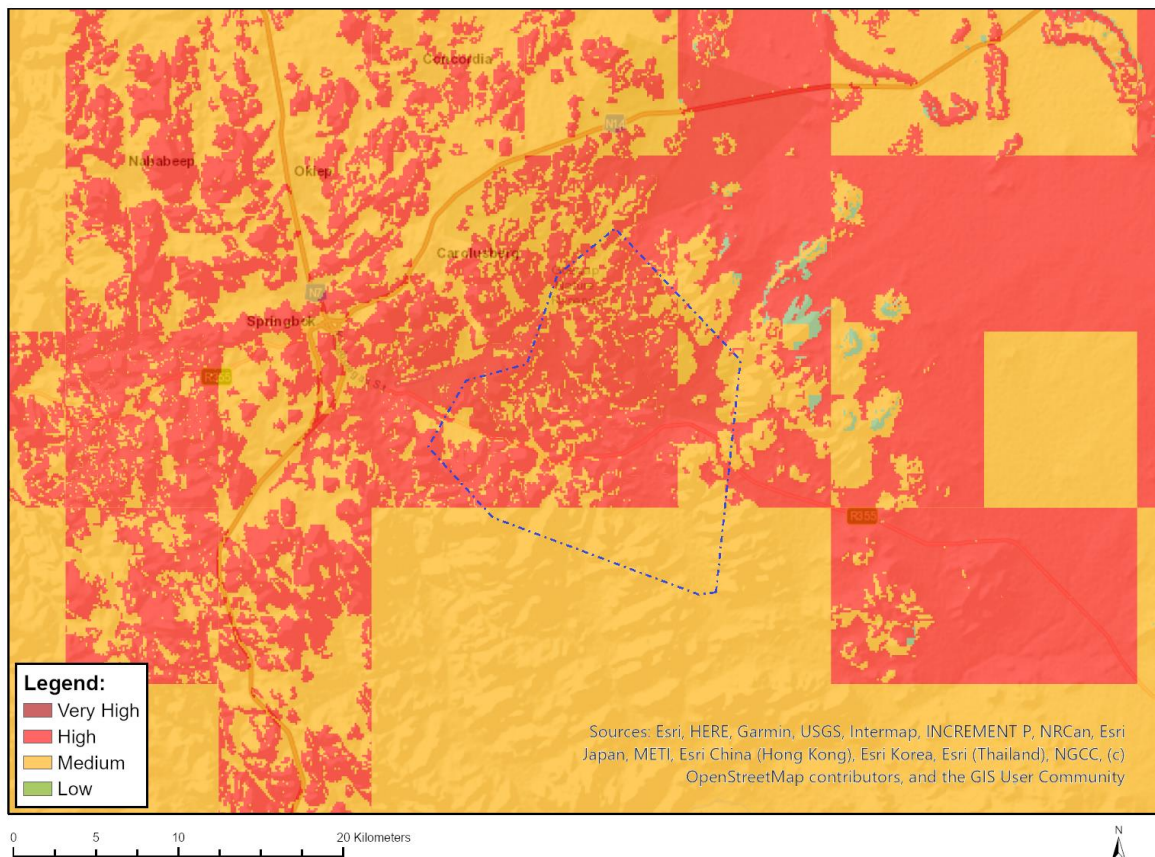 Concordia
N14
Nababeep
Okiep
Carolusberg
N7
Springbok
R355
R355
Legend:
Very High
High
Medium
Low
Sources: Esri, HERE, Garmin, USGS, Intermap, INCREMENT P, NRCan, Esri
Japan, METI, Esri China (Hong Kong), Esri Korea, Esri (Thailand), NGCC, (c)
OpenStreetMap contributors, and the GIS User Community
0 5 10 20 Kilometers
N